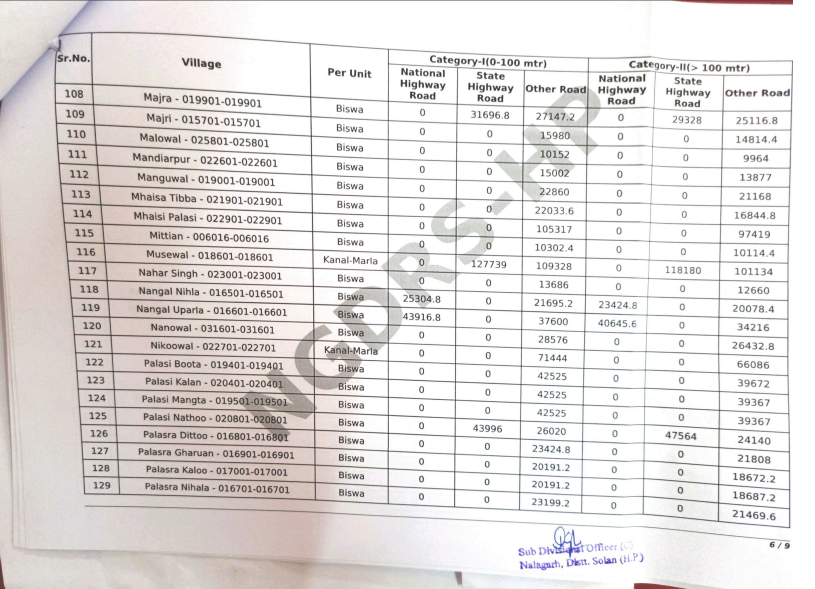 Sr.No. Village Per Unit Category-I(0-100 mtr) Category-II(> 100 mtr)
National Highway Road State Highway Road Other Road National Highway Road State Highway Road Other Road
108 Majra - 019901-019901 Biswa 0 31696.8 27147.2 0 29328 25116.8
109 Majri - 015701-015701 Biswa 0 0 15980 0 0 14814.4
110 Malowal - 025801-025801 Biswa 0 0 10152 0 0 9964
111 Mandiarpur - 022601-022601 Biswa 0 0 15002 0 0 13877
112 Manguwal - 019001-019001 Biswa 0 0 22860 0 0 21168
113 Mhaisa Tibba - 021901-021901 Biswa 0 0 22033.6 0 0 16844.8
114 Mhaisi Palasi - 022901-022901 Biswa 0 0 105317 0 0 97419
115 Mittian - 006016-006016 Biswa 0 0 10302.4 0 0 10114.4
116 Musewal - 018601-018601 Kanal-Marla 0 127739 109328 0 118180 101134
117 Nahar Singh - 023001-023001 Biswa 0 0 13686 0 0 12660
118 Nangal Nihla - 016501-016501 Biswa 25304.8 0 21695.2 23424.8 0 20078.4
119 Nangal Uparla - 016601-016601 Biswa 43916.8 0 37600 40645.6 0 34216
120 Nanowal - 031601-031601 Biswa 0 0 28576 0 0 26432.8
121 Nikoowal - 022701-022701 Kanal-Marla 0 0 71444 0 0 66086
122 Palasi Boota - 019401-019401 Biswa 0 0 42525 0 0 39672
123 Palasi Kalan - 020401-020401 Biswa 0 0 42525 0 0 39367
124 Palasi Mangta - 019501-019501 Biswa 0 0 42525 0 0 39367
125 Palasi Nathoo - 020801-020801 Biswa 0 43996 26020 0 47564 24140
126 Palasra Dittoo - 016801-016801 Biswa 0 0 23424.8 0 0 21808
127 Palasra Gharuan - 016901-016901 Biswa 0 0 20191.2 0 0 18672.2
128 Palasra Kaloo - 017001-017001 Biswa 0 0 20191.2 0 0 18687.2
129 Palasra Nihala - 016701-016701 Biswa 0 0 23199.2 0 0 21469.6
NGDRS-HP
6 / 9
Sub Divisional Officer
Nalagarh, Distt. Solan (H.P.)